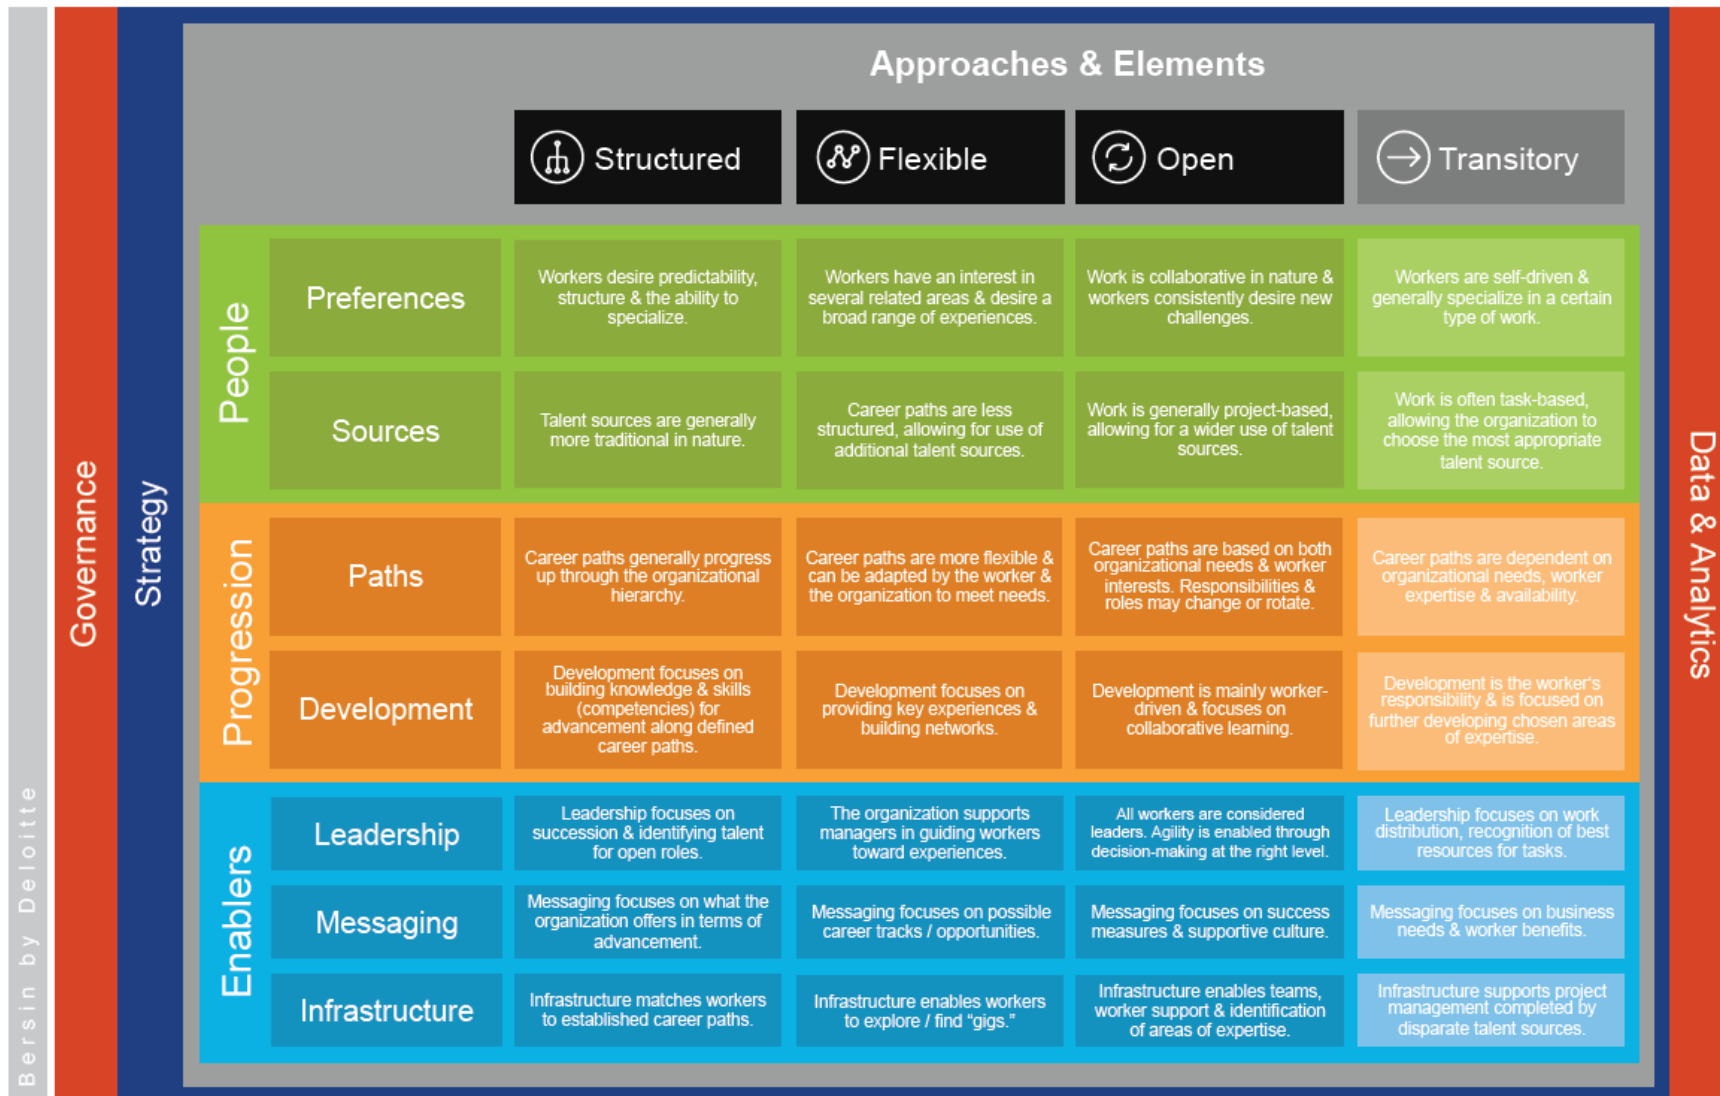 Approaches & Elements
Structured
Flexible
Open
Transitory
Governance
Strategy
Data & Analytics
Bersin by Deloitte
People
Preferences
Workers desire predictability,
structure & the ability to
specialize.
Workers have an interest in
several related areas & desire a
broad range of experiences.
Work is collaborative in nature &
workers consistently desire new
challenges.
Workers are self-driven &
generally specialize in a certain
type of work.
Sources
Talent sources are generally
more traditional in nature.
Career paths are less
structured, allowing for use of
additional talent sources.
Work is generally project-based,
allowing for a wider use of talent
sources.
Work is often task-based,
allowing the organization to
choose the most appropriate
talent source.
Progression
Paths
Career paths generally progress
up through the organizational
hierarchy.
Career paths are more flexible &
can be adapted by the worker &
the organization to meet needs.
Career paths are based on both
organizational needs & worker
interests. Responsibilities &
roles may change or rotate.
Career paths are dependent on
organizational needs, worker
expertise & availability.
Development
Development focuses on
building knowledge & skills
(competencies) for
advancement along defined
career paths.
Development focuses on
providing key experiences &
building networks.
Development is mainly worker-
driven & focuses on
collaborative learning.
Development is the worker's
responsibility & is focused on
further developing chosen areas
of expertise.
Enablers
Leadership
Leadership focuses on
succession & identifying talent
for open roles.
The organization supports
managers in guiding workers
toward experiences.
All workers are considered
leaders. Agility is enabled through
decision-making at the right level.
Leadership focuses on work
distribution, recognition of best
resources for tasks.
Messaging
Messaging focuses on what the
organization offers in terms of
advancement.
Messaging focuses on possible
career tracks / opportunities.
Messaging focuses on success
measures & supportive culture.
Messaging focuses on business
needs & worker benefits.
Infrastructure
Infrastructure matches workers
to established career paths.
Infrastructure enables workers
to explore / find “gigs.”
Infrastructure enables teams,
worker support & identification
of areas of expertise.
Infrastructure supports project
management completed by
disparate talent sources.